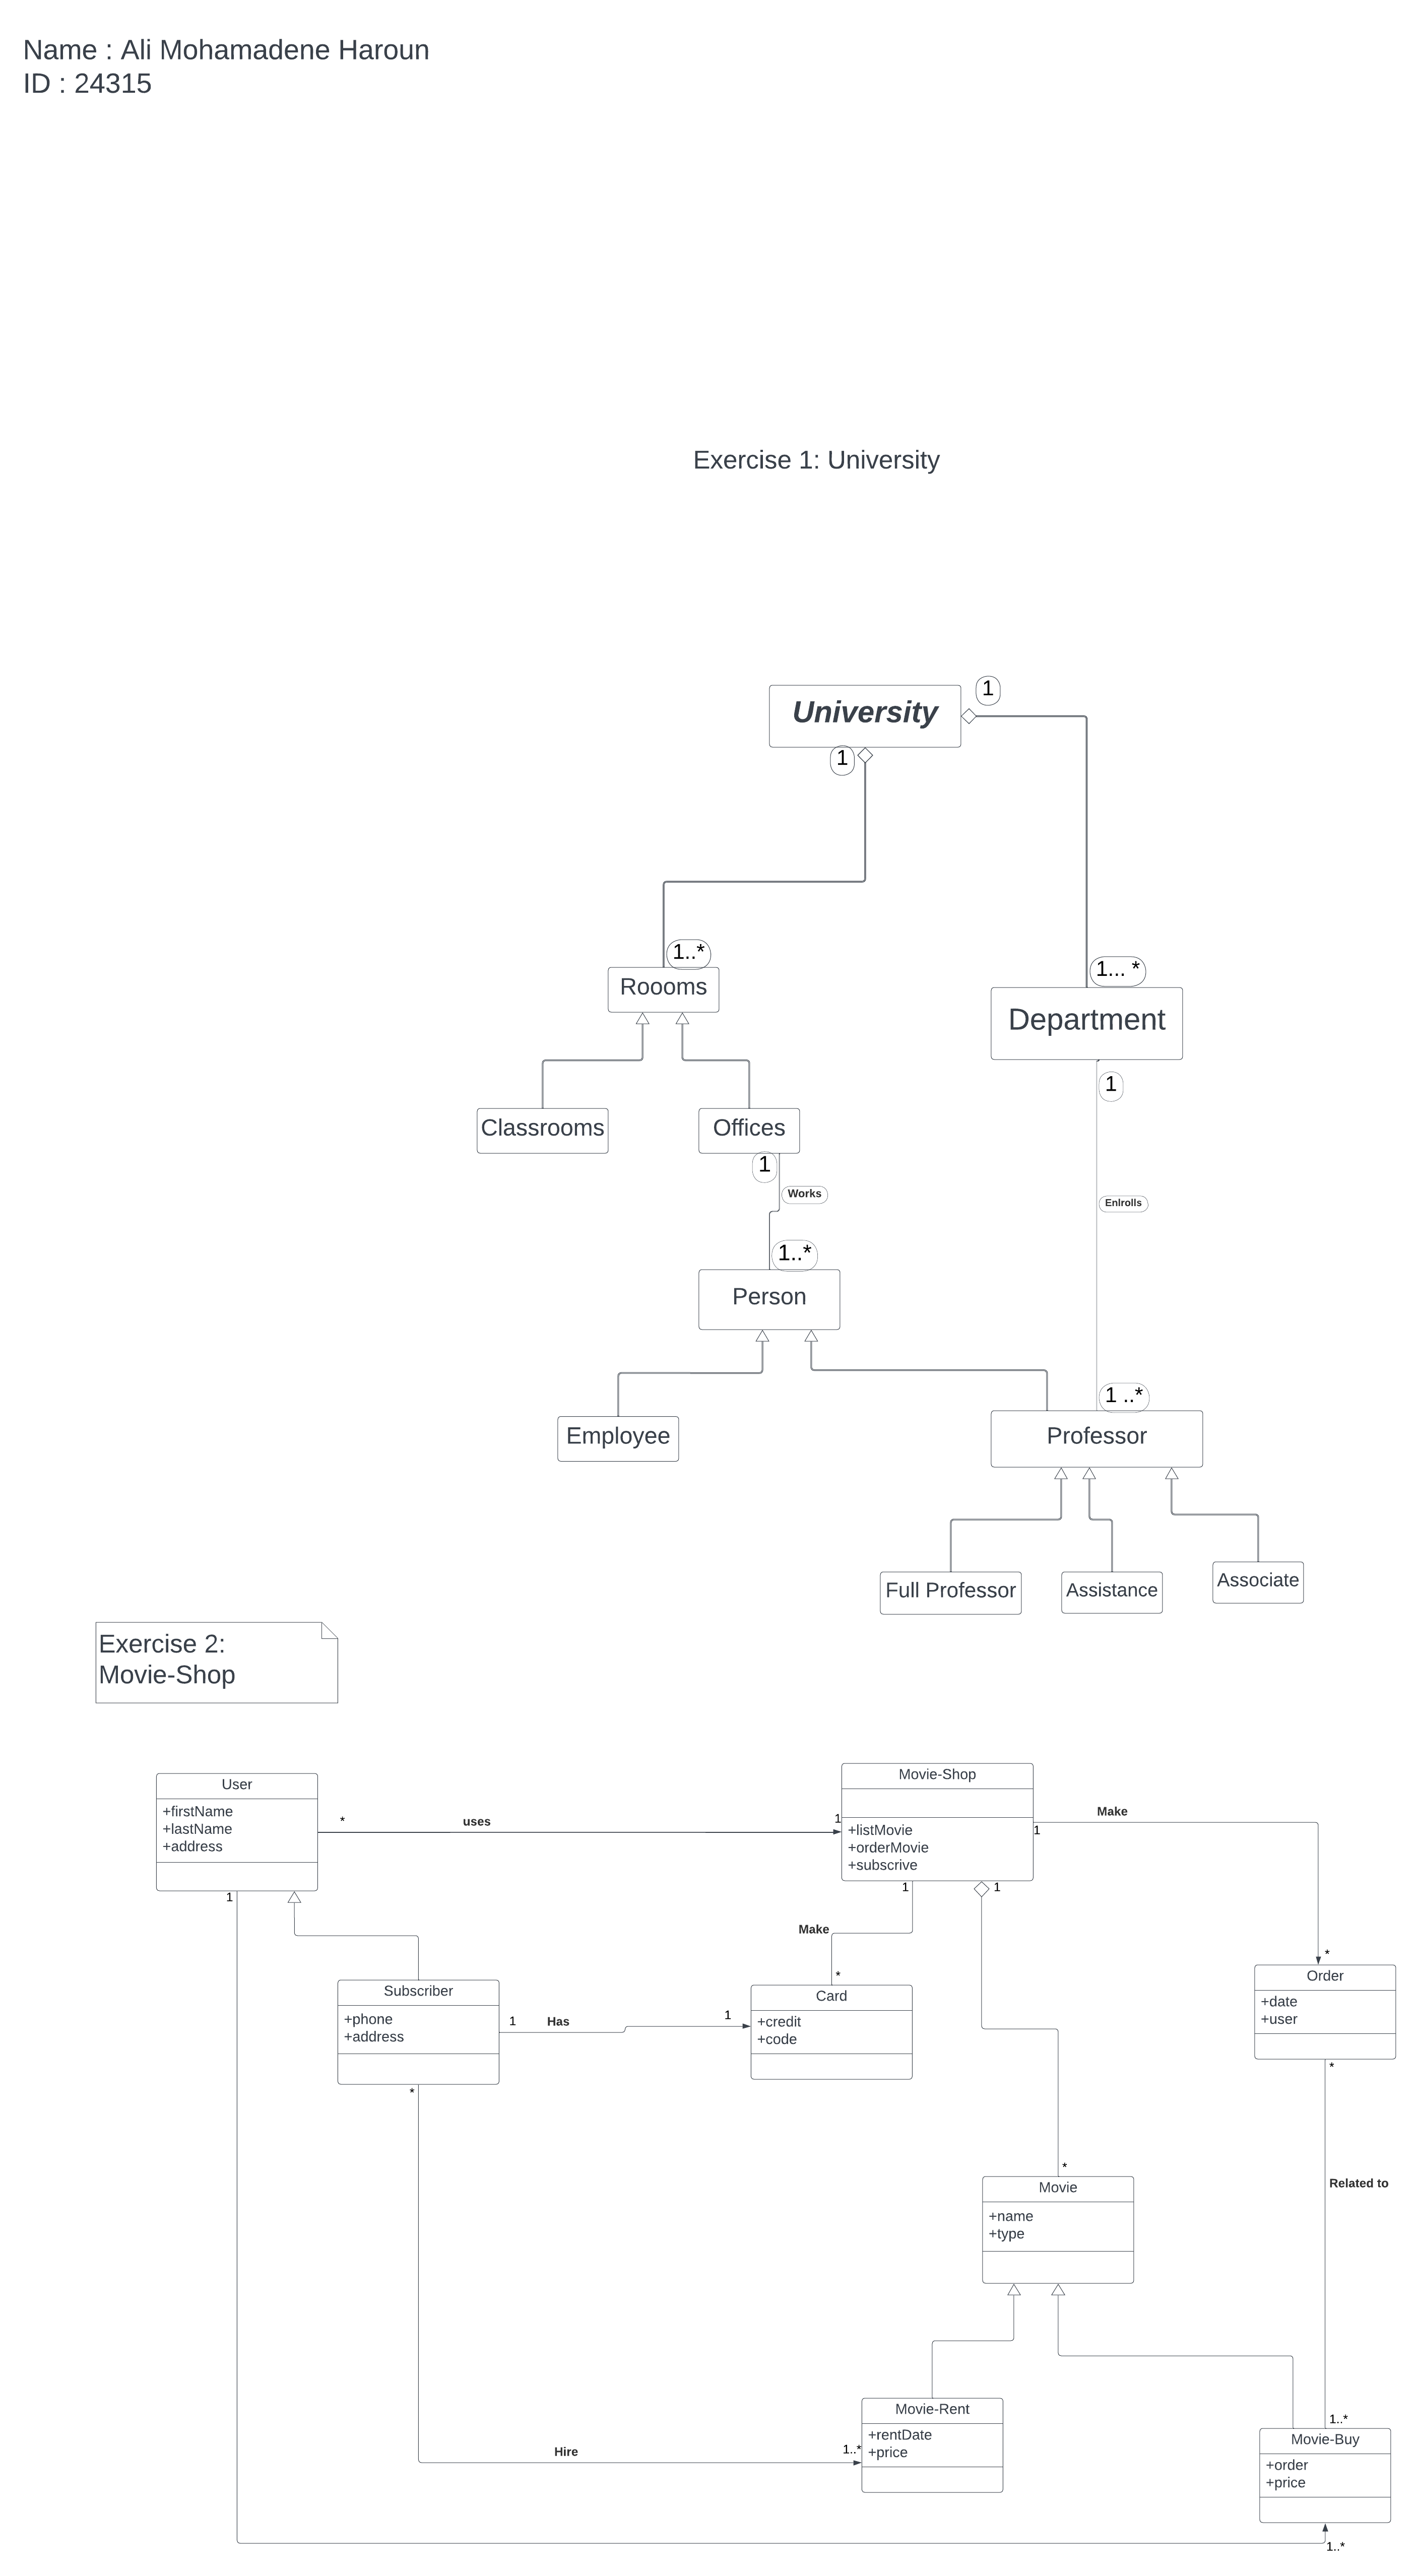 Name : Ali Mohamadene Haroun
ID : 24315
Exercise 1: University
University
1
1
1..*
Roooms
1... *
Department
Classrooms
Offices
1
1
Works
Enlrolls
1..*
Person
1 ..*
Employee
Professor
Full Professor
Assistance
Associate
Exercise 2:
Movie-Shop
User
+firstName
+lastName
+address
*
uses
1
Movie-Shop
+listMovie
+orderMovie
+subscrive
1
Make
1
1
1
Make
*
*
Subscriber
+phone
+address
1
Has
1
Card
+credit
+code
Order
+date
+user
*
*
*
Movie
+name
+type
Related to
Movie-Rent
+rentDate
+price
1..*
Hire
1..*
Movie-Buy
+order
+price
1..*